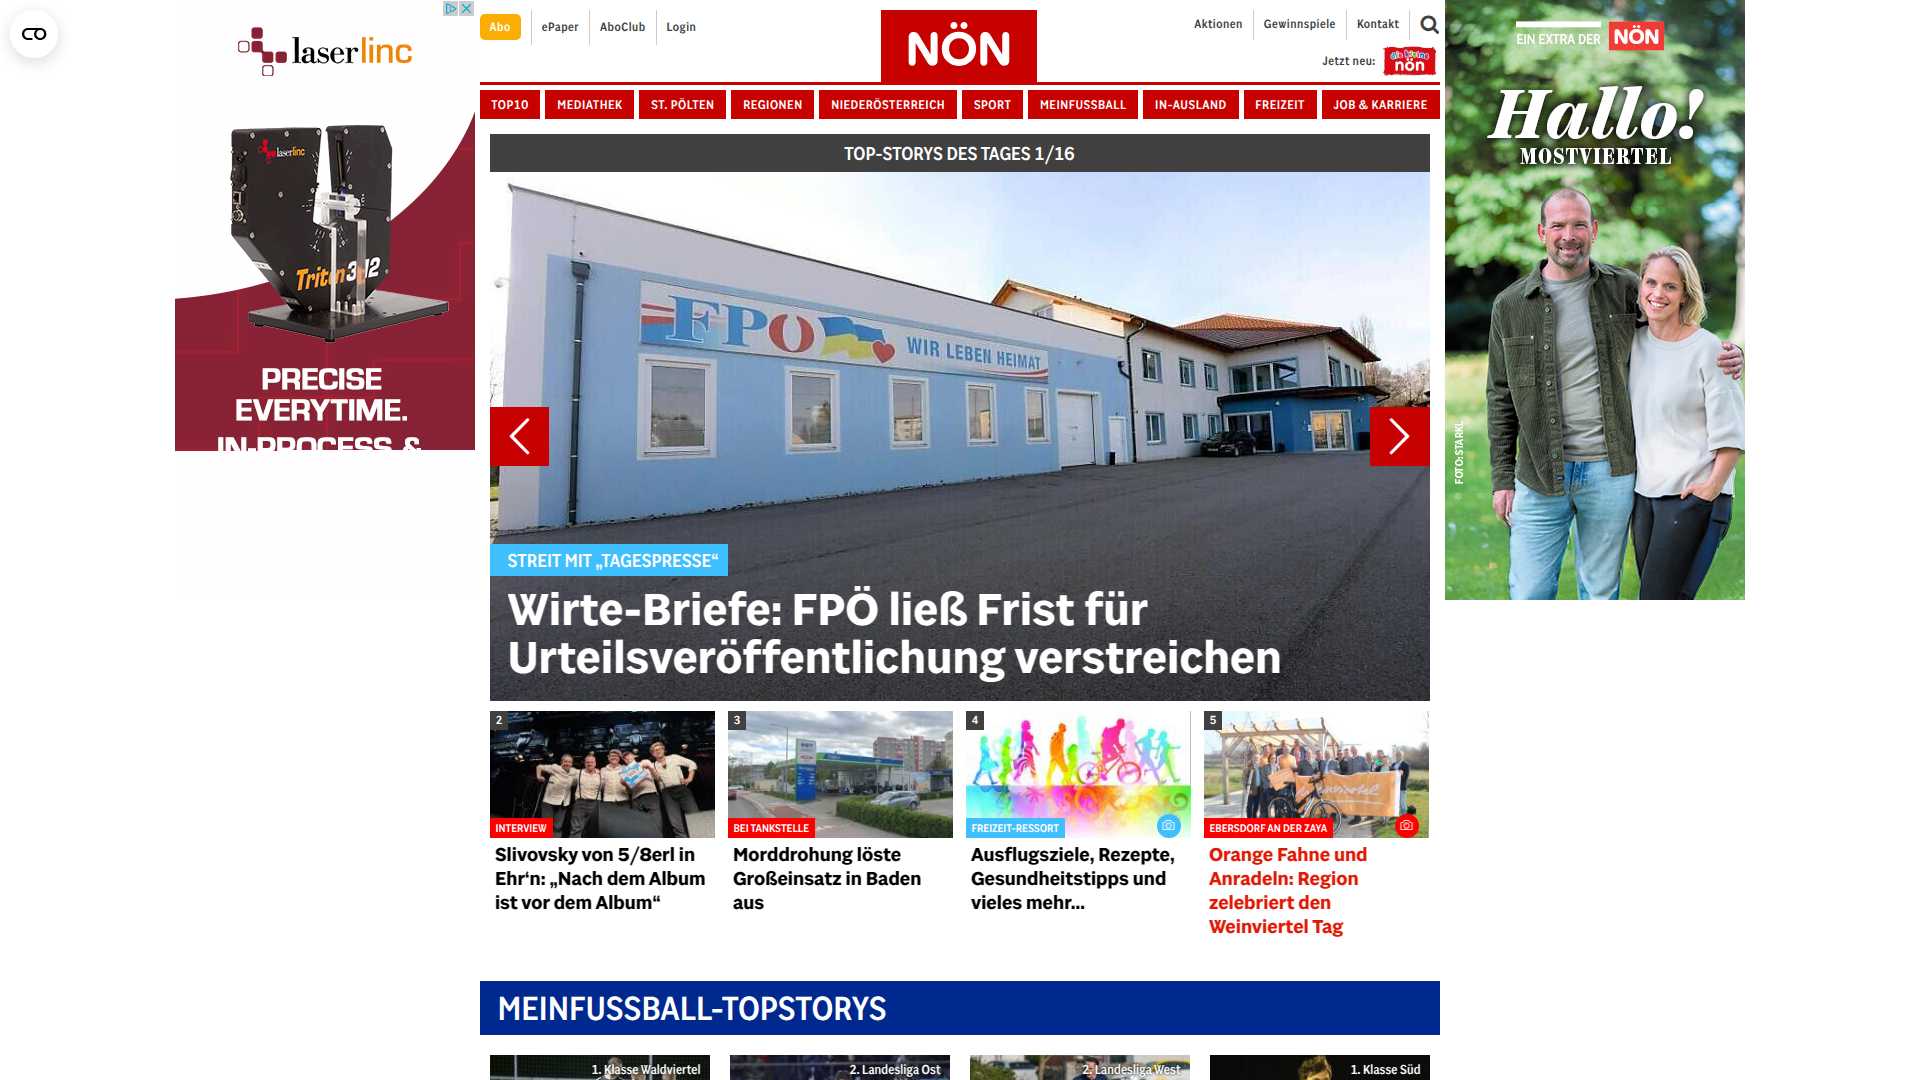 laserlinc
laserlinc
Triton 312
PRECISE
EVERYTIME.
IN-PROCESS &
Abo
ePaper
AboClub
Login
NÖN
Aktionen
Gewinnspiele
Kontakt
Jetzt neu:
die kleine
nön
TOP10
MEDIATHEK
ST. PÖLTEN
REGIONEN
NIEDERÖSTERREICH
SPORT
MEINFUSSBALL
IN-AUSLAND
FREIZEIT
JOB & KARRIERE
TOP-STORYS DES TAGES 1/16
FPÖ WIR LEBEN HEIMAT
STREIT MIT „TAGESPRESSE“
Wirte-Briefe: FPÖ ließ Frist für
Urteilsveröffentlichung verstreichen
2
INTERVIEW
Slivovsky von 5/8erl in
Ehr‘n: „Nach dem Album
ist vor dem Album“
3
BEI TANKSTELLE
Morddrohung löste
Großeinsatz in Baden
aus
4
FREIZEIT-RESSORT
Ausflugsziele, Rezepte,
Gesundheitstipps und
vieles mehr...
5
EBERSDORF AN DER ZAYA
Orange Fahne und
Anradeln: Region
zelebriert den
Weinviertel Tag
MEINFUSSBALL-TOPSTORYS
1. Klasse Waldviertel
2. Landesliga Ost
2. Landesliga West
1. Klasse Süd
EIN EXTRA DER NÖN
Hallo!
MOSTVIERTEL
FOTO: STARKL